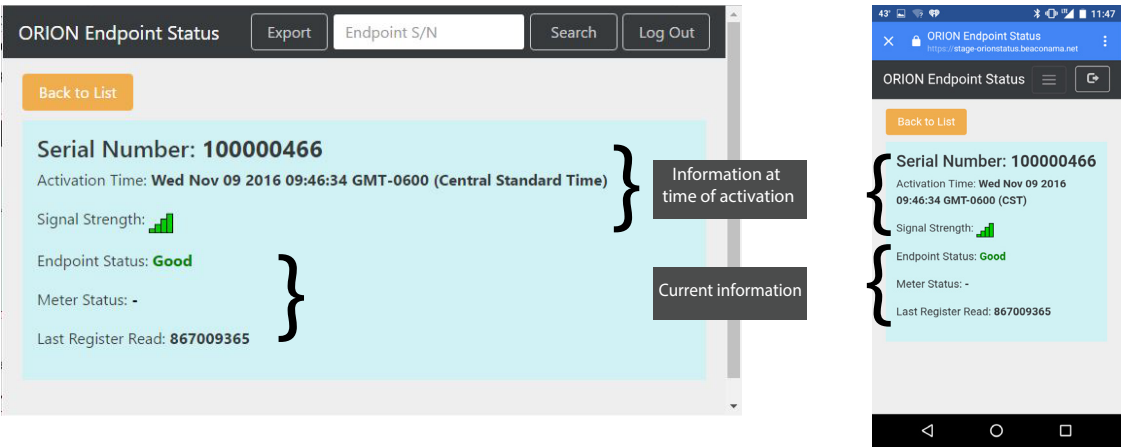 ORION Endpoint Status
Export
Endpoint S/N
Search
Log Out
Back to List
Serial Number: 100000466
Activation Time: Wed Nov 09 2016 09:46:34 GMT-0600 (Central Standard Time)
Signal Strength:
Endpoint Status: Good
Meter Status: -
Last Register Read: 867009365
Information at
time of activation
Current information
43° 11:47
ORION Endpoint Status
https://stage-orionstatus.beaconama.net
ORION Endpoint Status
Back to List
Serial Number: 100000466
Activation Time: Wed Nov 09 2016
09:46:34 GMT-0600 (CST)
Signal Strength:
Endpoint Status: Good
Meter Status: -
Last Register Read: 867009365